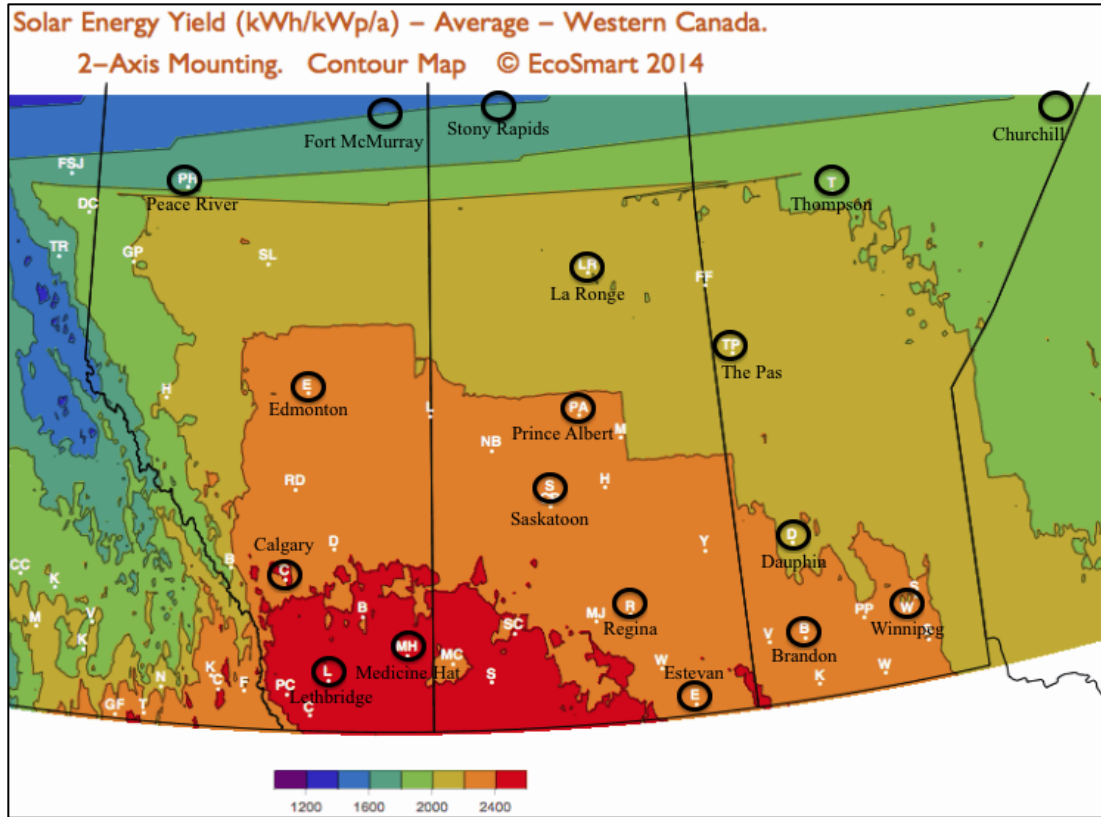 Solar Energy Yield (kWh/kWp/a) – Average – Western Canada.
2–Axis Mounting. Contour Map © EcoSmart 2014
Fort McMurray
Stony Rapids
Churchill
FSJ
PR
Peace River
T
Thompson
DC
TR
GP
SL
LR
La Ronge
FF
TP
The Pas
H
E
Edmonton
L
PA
Prince Albert
M
NB
RD
H
S
Saskatoon
Calgary
D
Y
D
Dauphin
CC
K
B
C
S
M
V
B
SC
MJ
R
Regina
PP
W
Winnipeg
K
V
B
Brandon
MH
Medicine Hat
MC
W
Estevan
K
C
F
PC
L
Lethbridge
S
E
K
W
N
GF
T
C
1200
1600
2000
2400